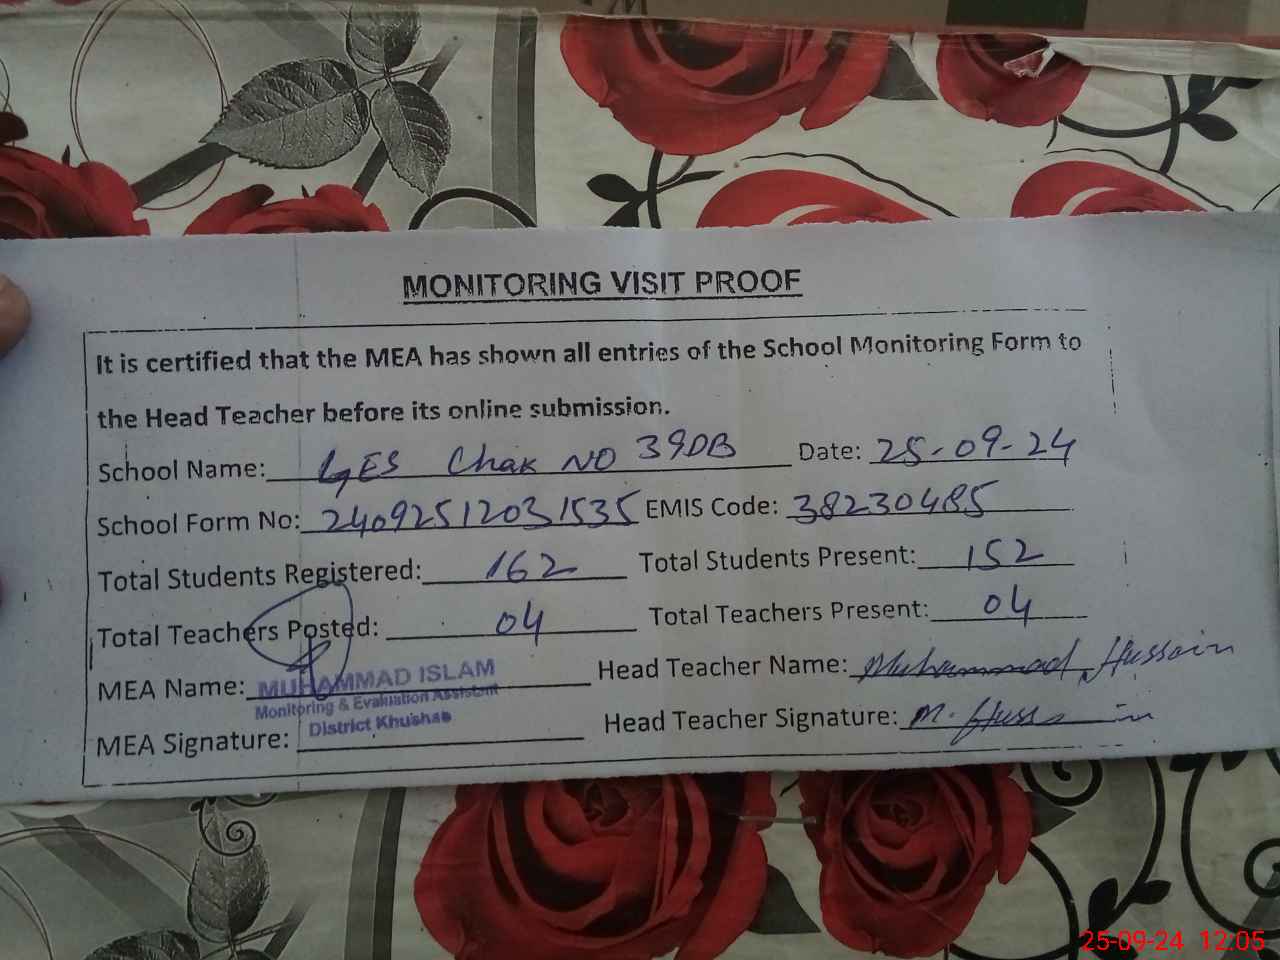 MONITORING VISIT PROOF
It is certified that the MEA has shown all entries of the School Monitoring Form to
the Head Teacher before its online submission.
School Name: GES Chak NO 39DB Date: 25-09-24
School Form No: 24092512031535 EMIS Code: 38230485
Total Students Registered: 162 Total Students Present: 152
Total Teachers Posted: 04 Total Teachers Present: 04
MEA Name: MUHAMMAD ISLAM Head Teacher Name: Muhammad Hussain
Monitoring & Evaluation Assistant
District Khushab
MEA Signature: Head Teacher Signature: M. Hussain
25-09-24 12:05